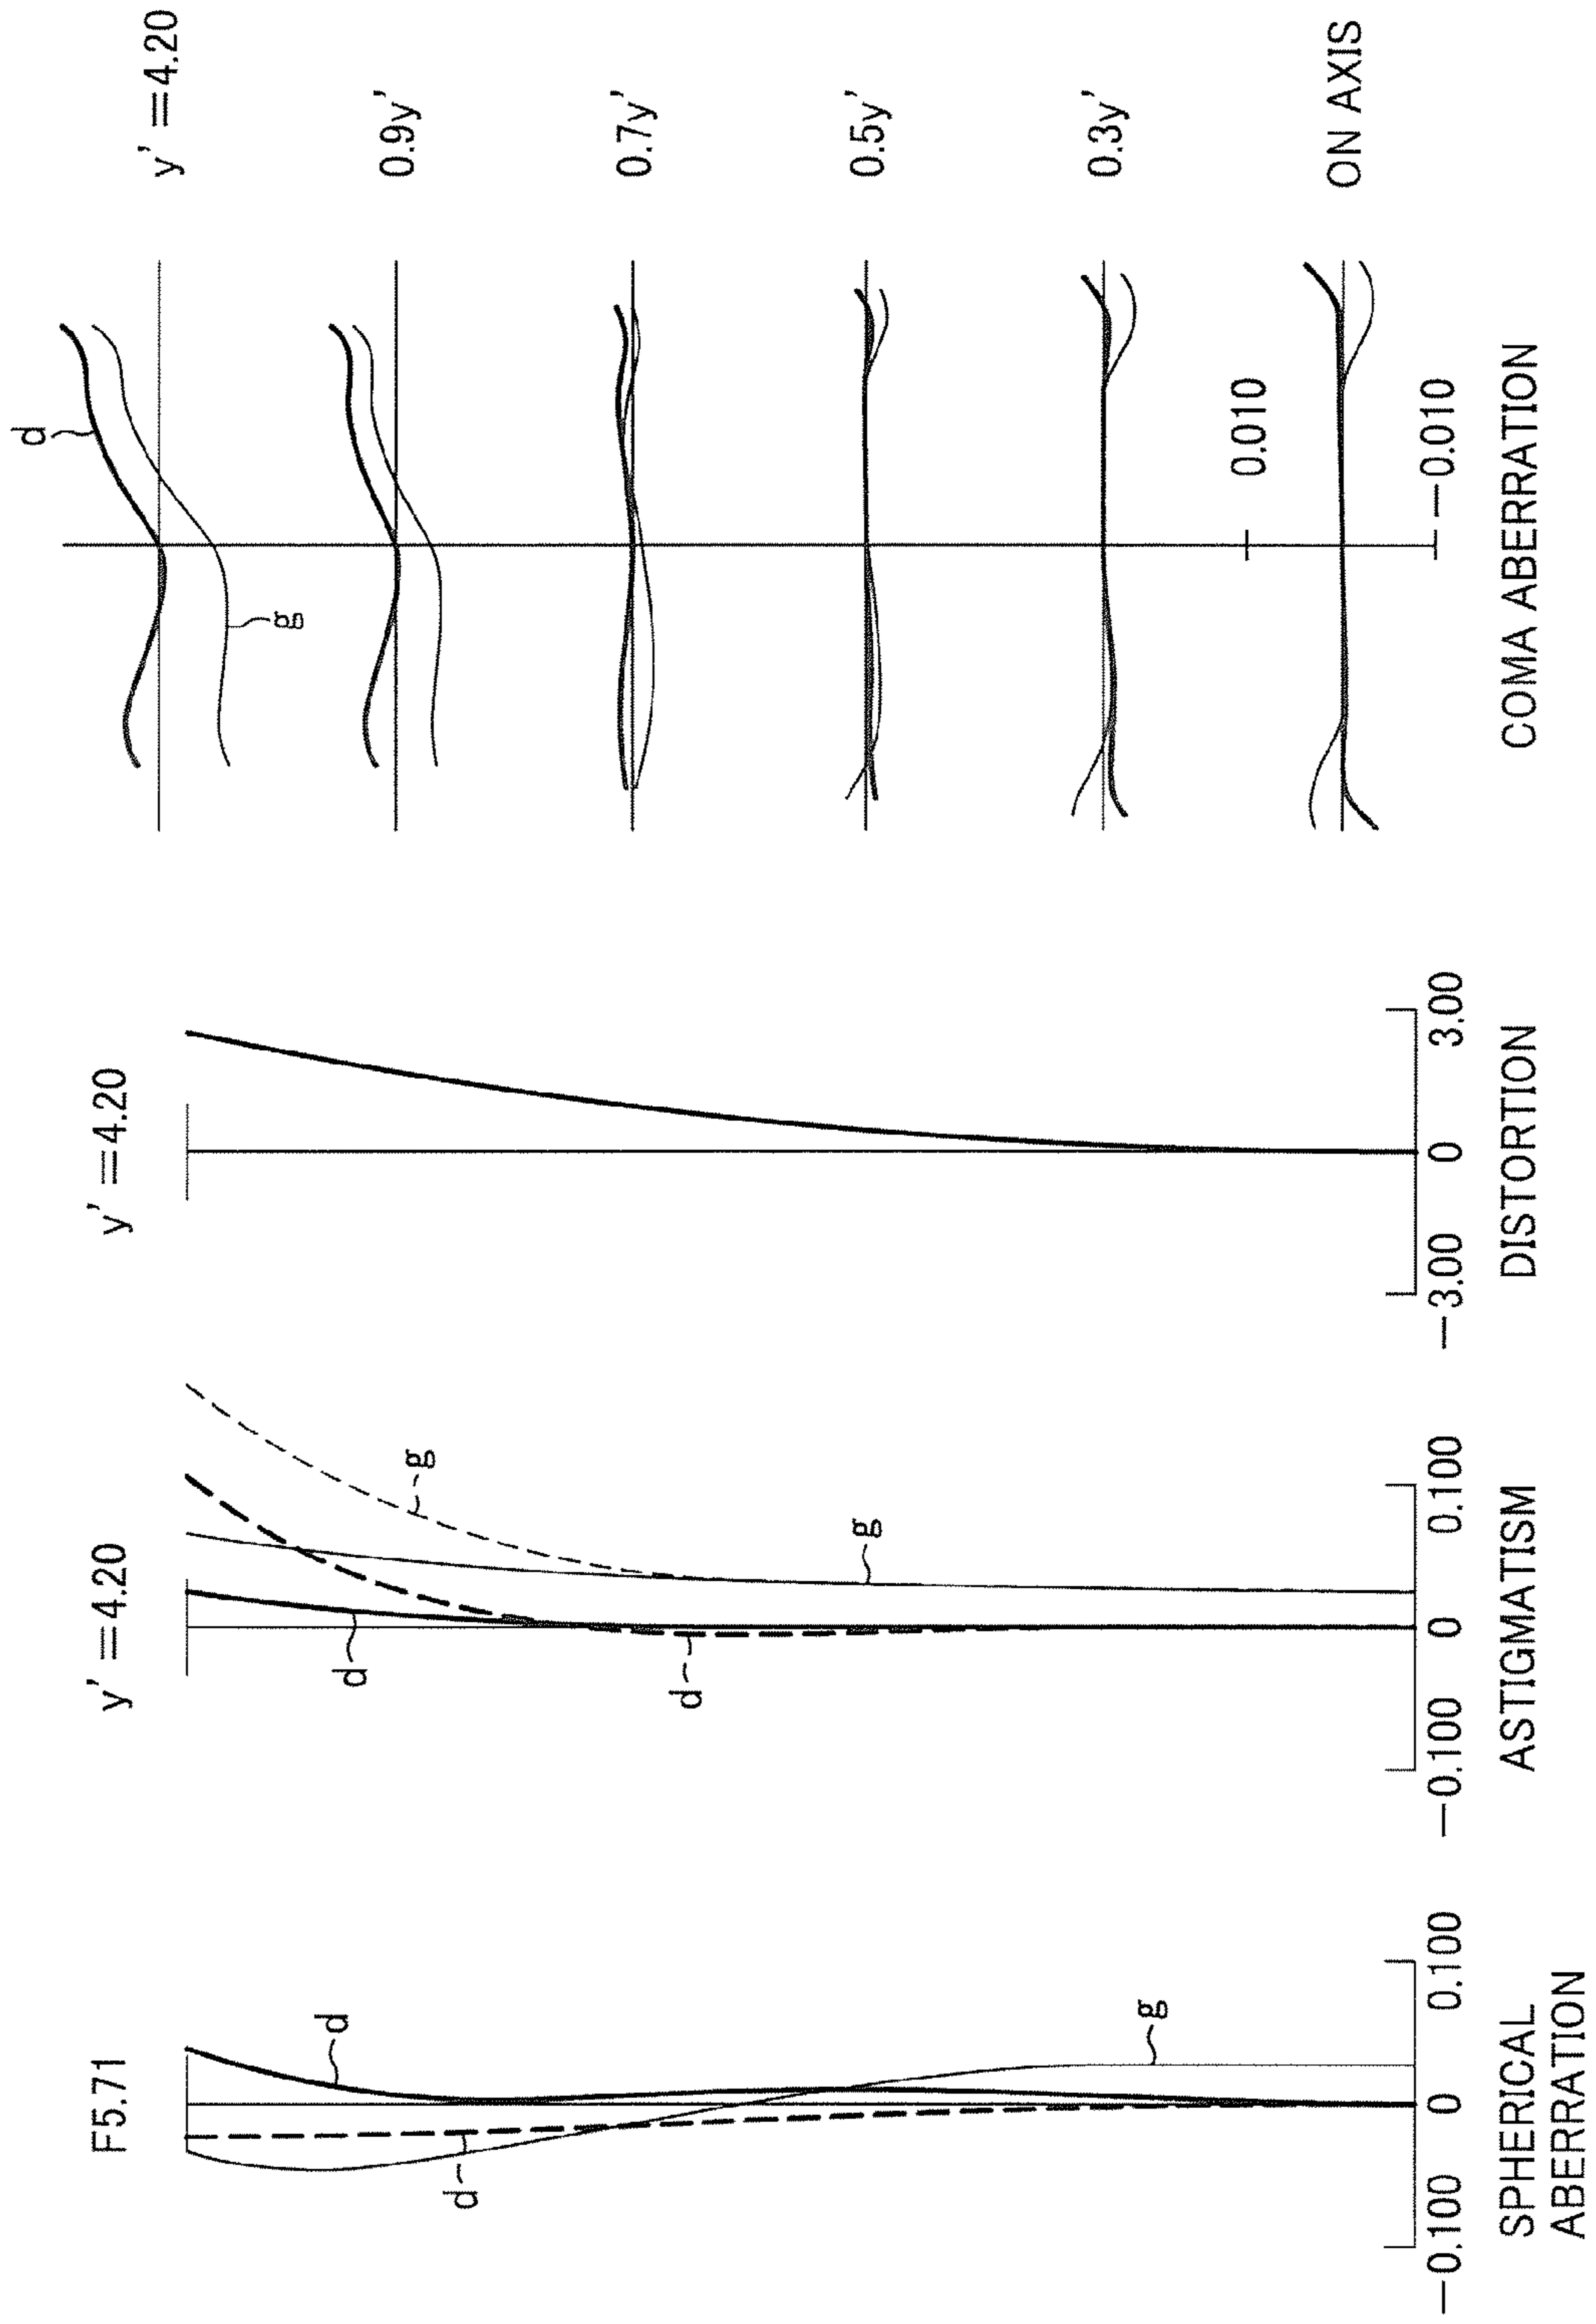 F5.71
d
d
g
—0.100
0
0.100
SPHERICAL
ABERRATION
y' =4.20
d
d
g
g
—0.100
0
0.100
ASTIGMATISM
y' =4.20
—3.00
0
3.00
DISTORTION
d
g
y' =4.20
0.9y'
0.7y'
0.5y'
0.3y'
0.010
ON AXIS
—0.010
COMA ABERRATION